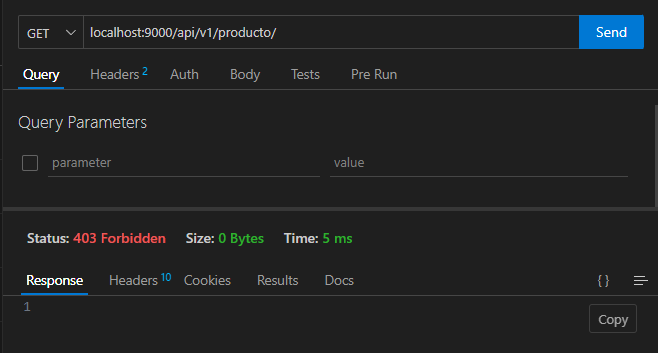 GET localhost:9000/api/v1/producto/ Send
Query Headers 2 Auth Body Tests Pre Run
Query Parameters
parameter value
Status: 403 Forbidden Size: 0 Bytes Time: 5 ms
Response Headers 10 Cookies Results Docs { }
1
Copy